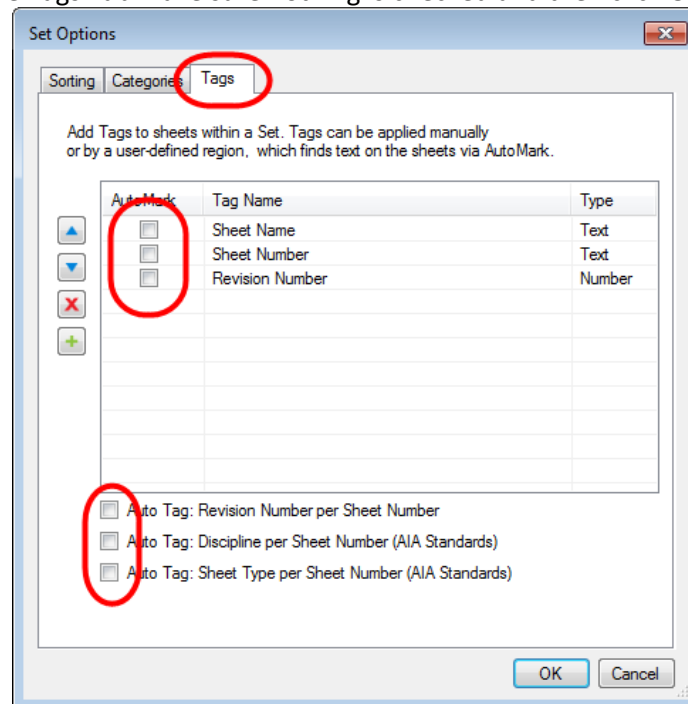 Set Options
Sorting Categories Tags
Add Tags to sheets within a Set. Tags can be applied manually
or by a user-defined region, which finds text on the sheets via AutoMark.
AutoMark Tag Name Type
Sheet Name Text
Sheet Number Text
Revision Number Number
Auto Tag: Revision Number per Sheet Number
Auto Tag: Discipline per Sheet Number (AIA Standards)
Auto Tag: Sheet Type per Sheet Number (AIA Standards)
OK Cancel